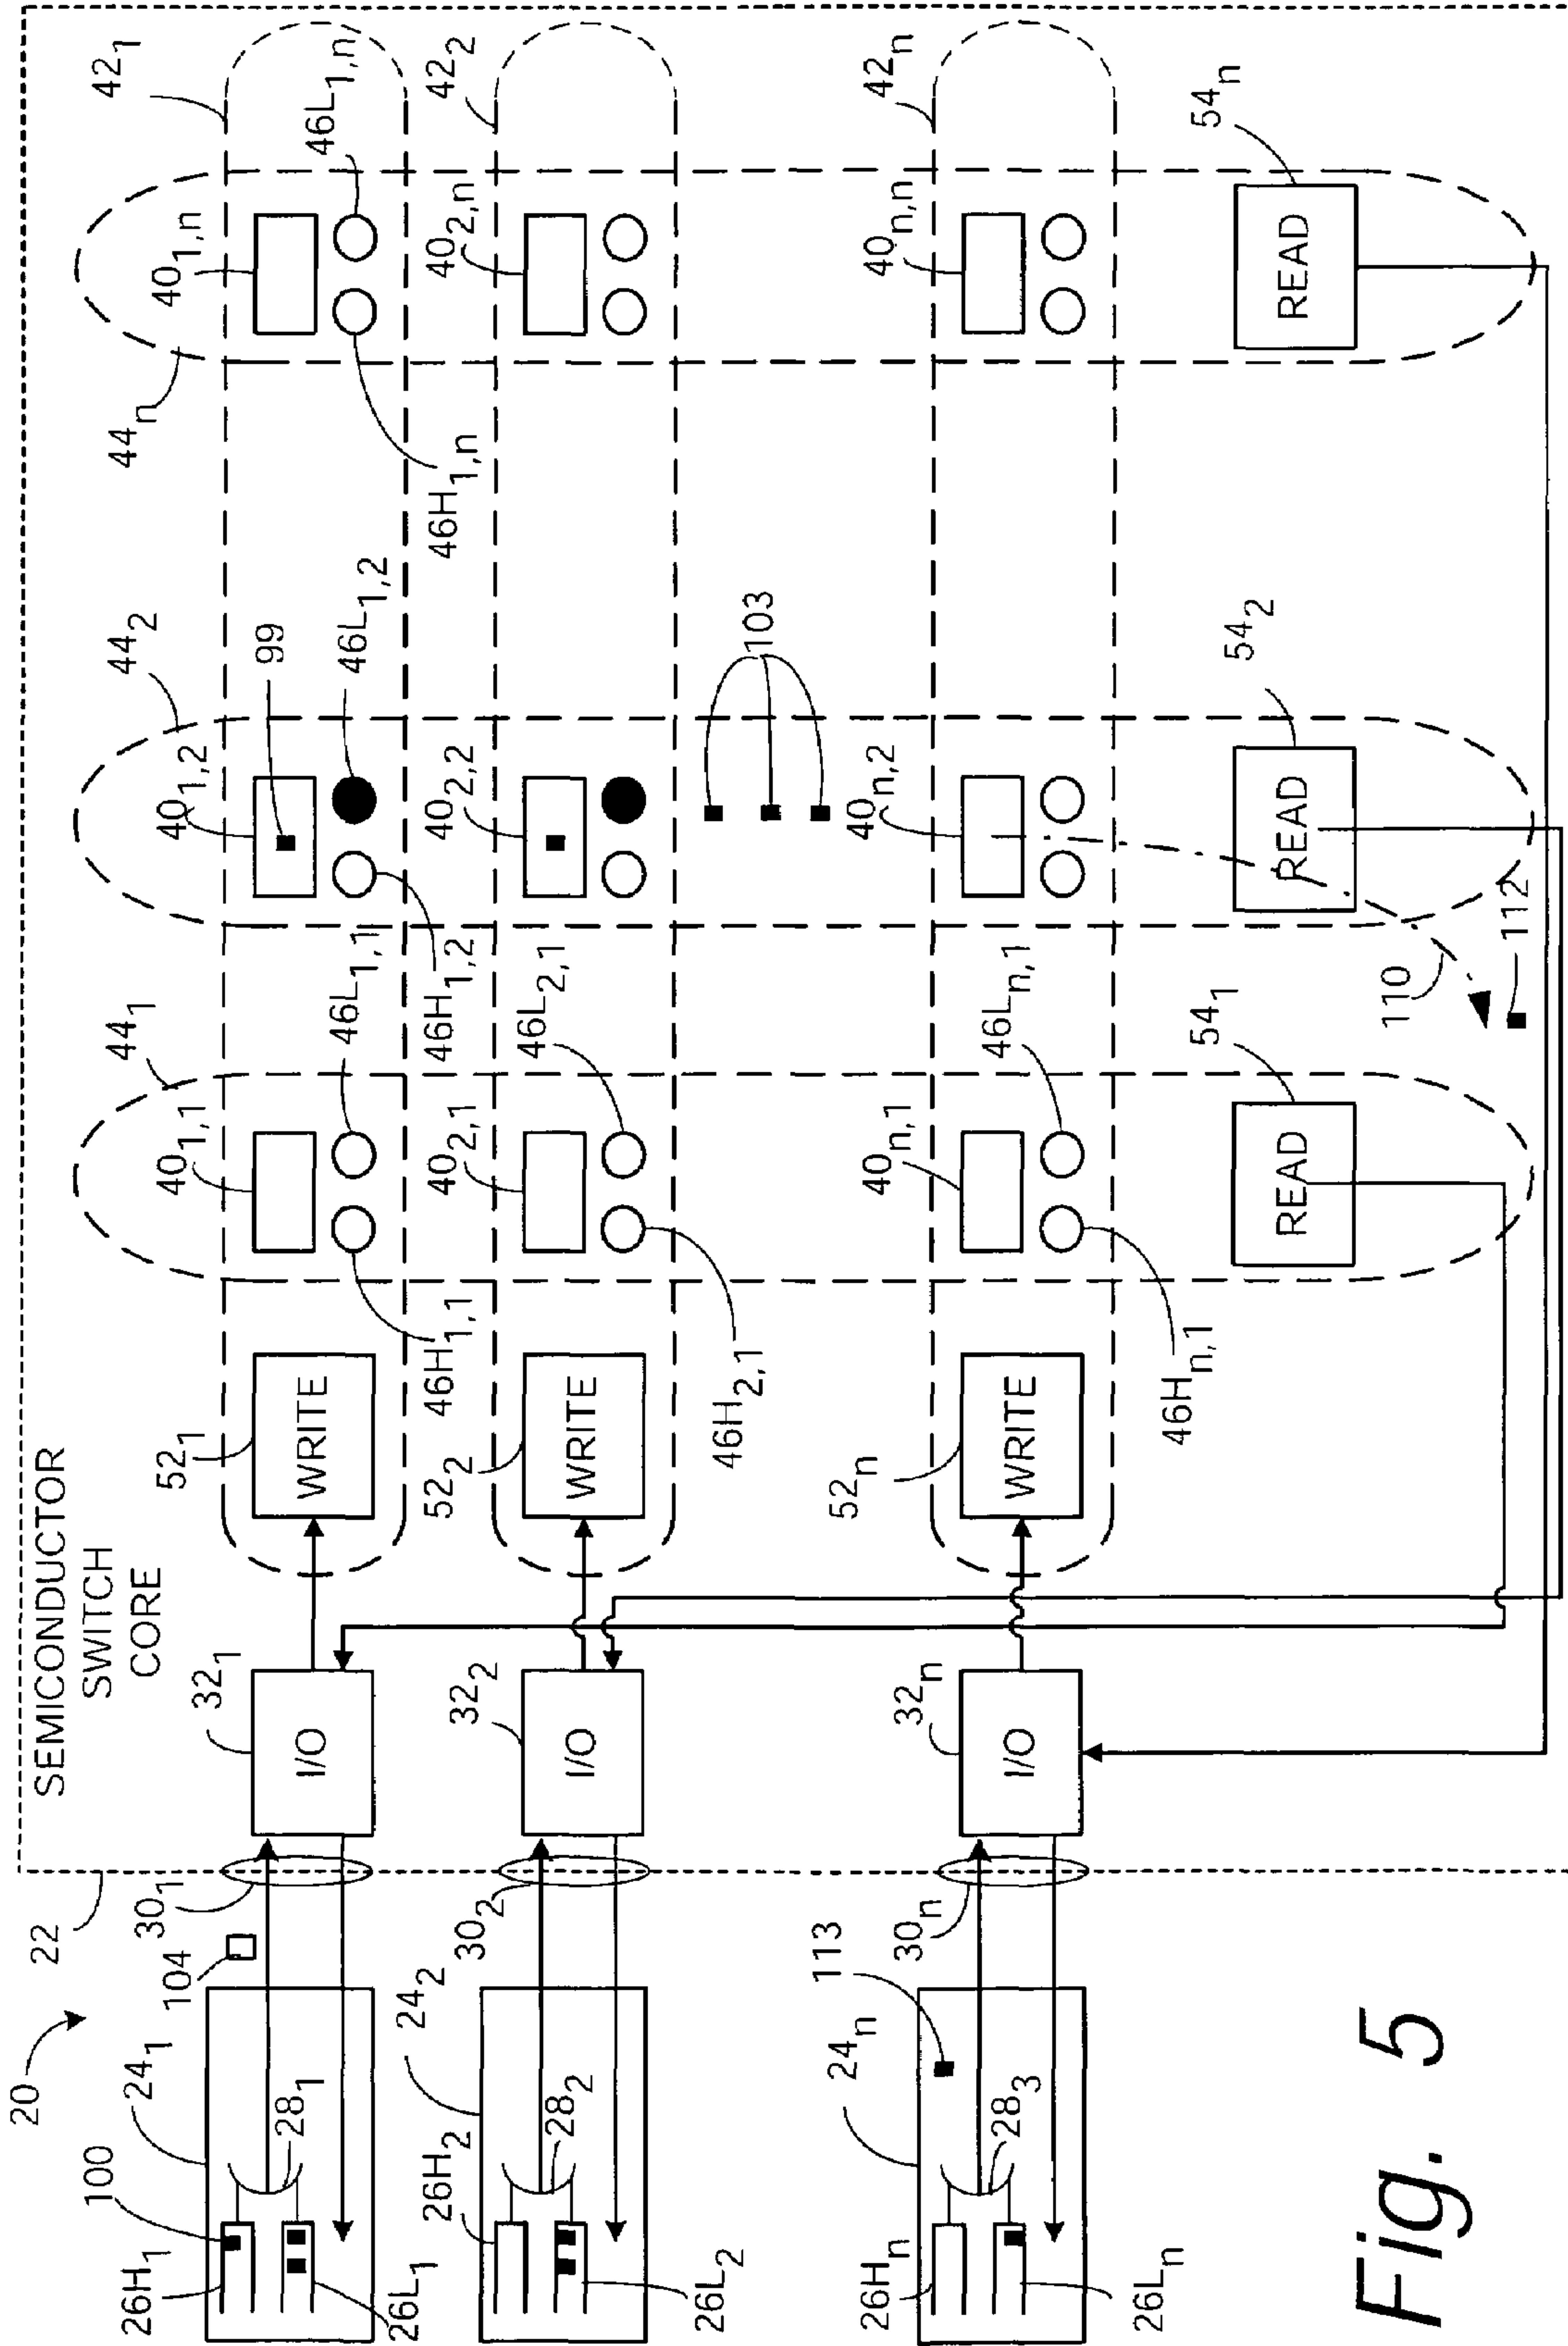 20
22
SEMICONDUCTOR
SWITCH
CORE
24₁
100
26H₁
26L₁
28₁
104
30₁
32₁
I/O
52₁
WRITE
46H₁,₁
44₁
40₁,₁
46L₁,₁
46H₁,₂
44₂
40₁,₂
99
46L₁,₂
44ₙ
40₁,ₙ
46H₁,ₙ
46L₁,ₙ
42₁
24₂
26H₂
26L₂
28₂
30₂
32₂
I/O
52₂
WRITE
46H₂,₁
40₂,₁
46L₂,₁
40₂,₂
103
40₂,ₙ
42₂
24ₙ
26Hₙ
26Lₙ
28₃
113
30ₙ
32ₙ
I/O
52ₙ
WRITE
46Hₙ,₁
40ₙ,₁
46Lₙ,₁
40ₙ,₂
40ₙ,ₙ
42ₙ
54₁
READ
54₂
READ
54ₙ
READ
110
112
Fig. 5